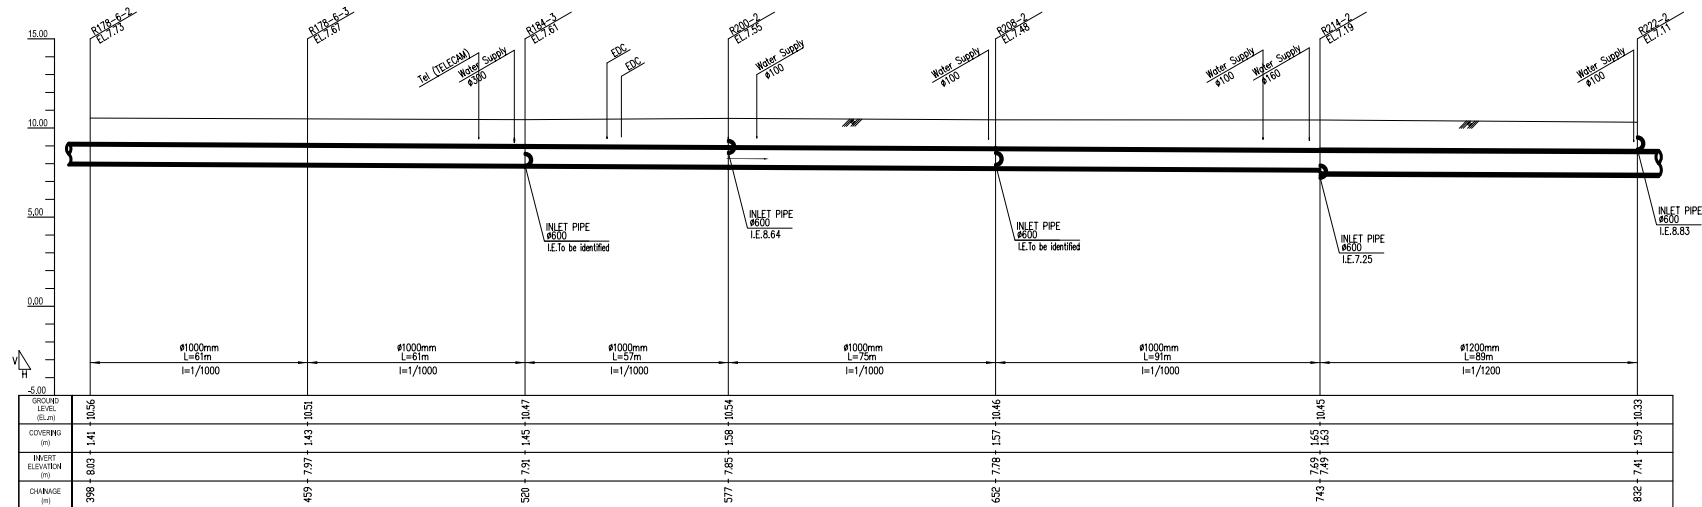 R178-6-2
EL.7.73
R178-6-3
EL.7.67
R184-3
EL.7.61
R200-2
EL.7.55
R208-2
EL.7.48
R214-2
EL.7.19
R222-2
EL.7.11
Tel (TELECAM)
Water Supply
ø300
EDC
EDC
Water Supply
ø100
Water Supply
ø100
Water Supply
ø100
Water Supply
ø160
Water Supply
ø100
15.00
10.00
5.00
0.00
-5.00
INLET PIPE
ø600
I.E.To be identified
INLET PIPE
ø600
I.E.8.64
INLET PIPE
ø600
I.E.To be identified
INLET PIPE
ø600
I.E.7.25
INLET PIPE
ø600
I.E.8.83
V
H
ø1000mm
L=61m
I=1/1000
ø1000mm
L=61m
I=1/1000
ø1000mm
L=57m
I=1/1000
ø1000mm
L=75m
I=1/1000
ø1000mm
L=91m
I=1/1000
ø1200mm
L=89m
I=1/1200
GROUND
LEVEL
(EL.m)
10.56
10.51
10.47
10.54
10.46
10.45
10.33
COVERING
(m)
1.41
1.43
1.45
1.58
1.57
1.65
1.63
1.59
INVERT
ELEVATION
(m)
8.03
7.97
7.91
7.85
7.78
7.69
7.49
7.41
CHAINAGE
(m)
398
459
520
577
652
743
832